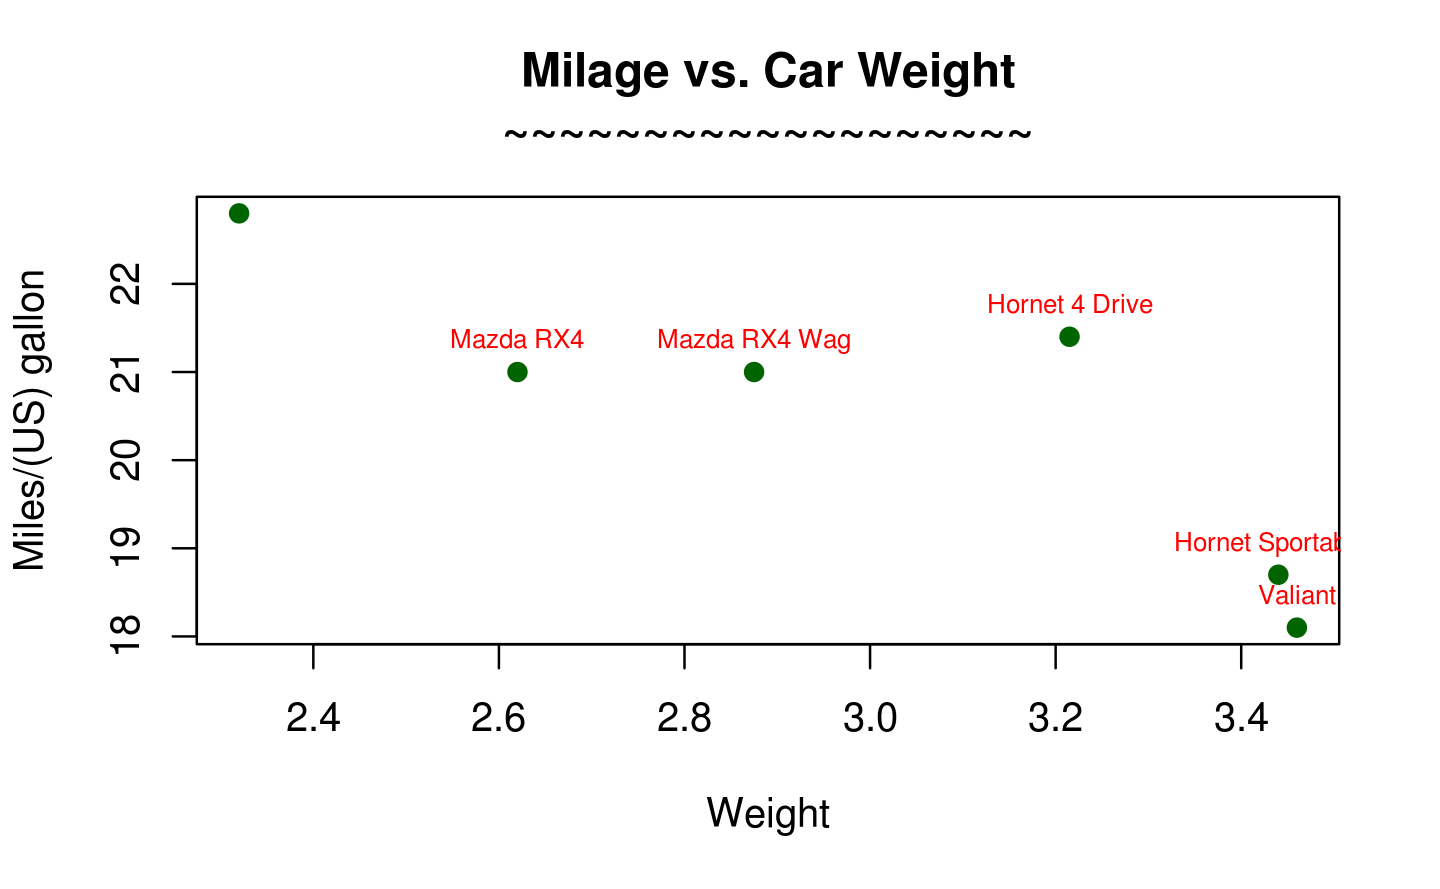 Milage vs. Car Weight
~~~~~~~~~~~~~~~~~~~
Miles/(US) gallon
22
21
20
19
18
Hornet 4 Drive
Mazda RX4
Mazda RX4 Wag
Hornet Sportab
Valiant
2.4
2.6
2.8
3.0
3.2
3.4
Weight